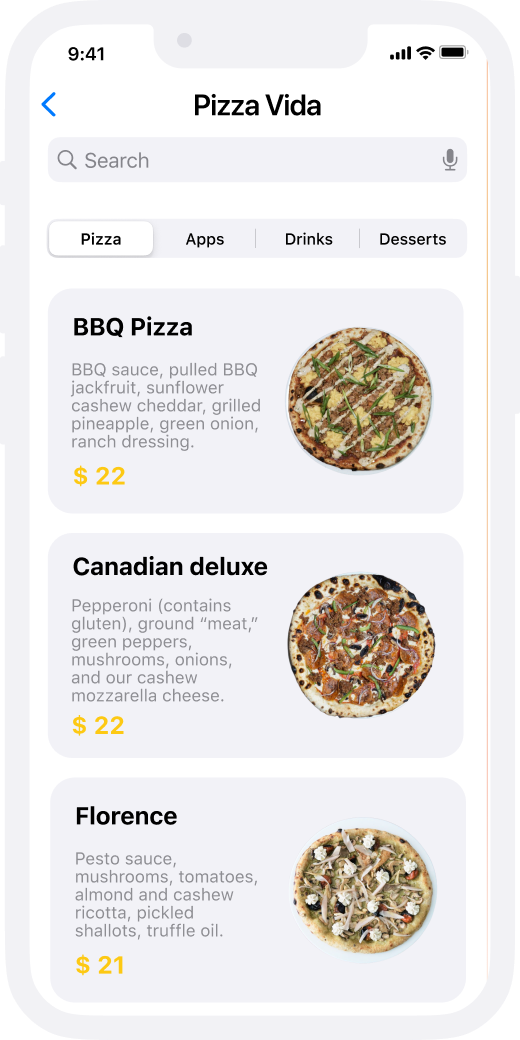 9:41
Pizza Vida
Search
Pizza Apps Drinks Desserts
BBQ Pizza
BBQ sauce, pulled BBQ
jackfruit, sunflower
cashew cheddar, grilled
pineapple, green onion,
ranch dressing.
$ 22
Canadian deluxe
Pepperoni (contains
gluten), ground “meat,”
green peppers,
mushrooms, onions,
and our cashew
mozzarella cheese.
$ 22
Florence
Pesto sauce,
mushrooms, tomatoes,
almond and cashew
ricotta, pickled
shallots, truffle oil.
$ 21